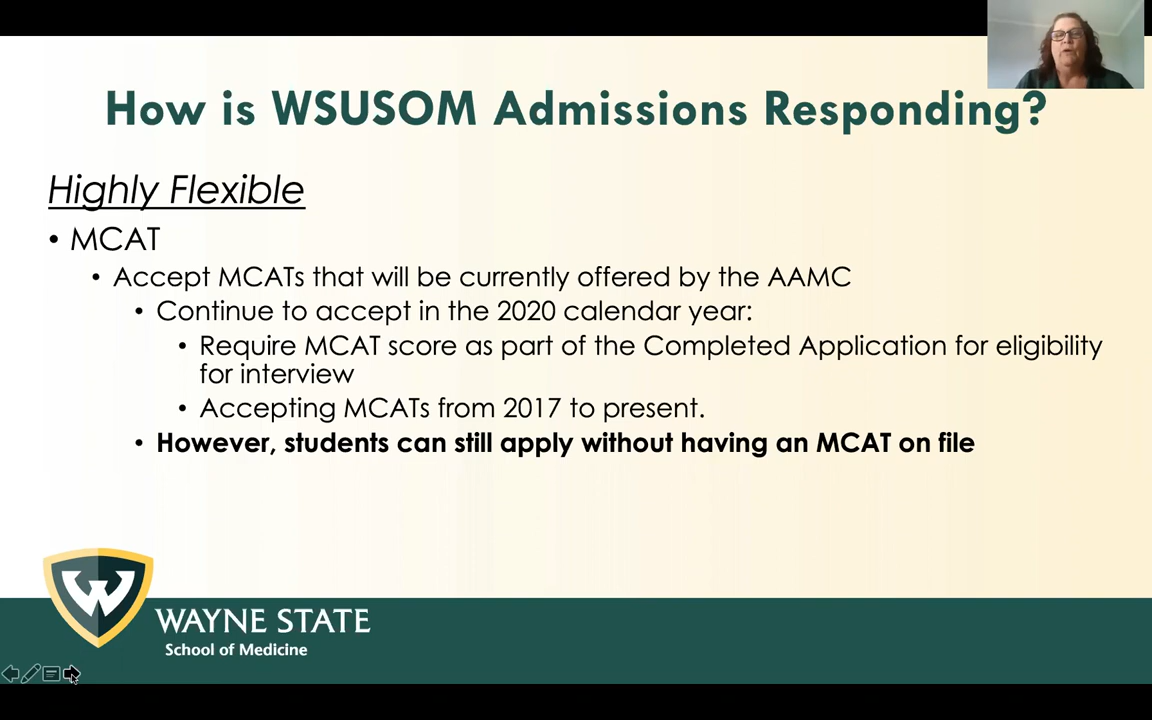 How is WSUSOM Admissions Responding?
Highly Flexible
• MCAT
• Accept MCATs that will be currently offered by the AAMC
• Continue to accept in the 2020 calendar year:
• Require MCAT score as part of the Completed Application for eligibility
for interview
• Accepting MCATs from 2017 to present.
• However, students can still apply without having an MCAT on file
W
WAYNE STATE
School of Medicine